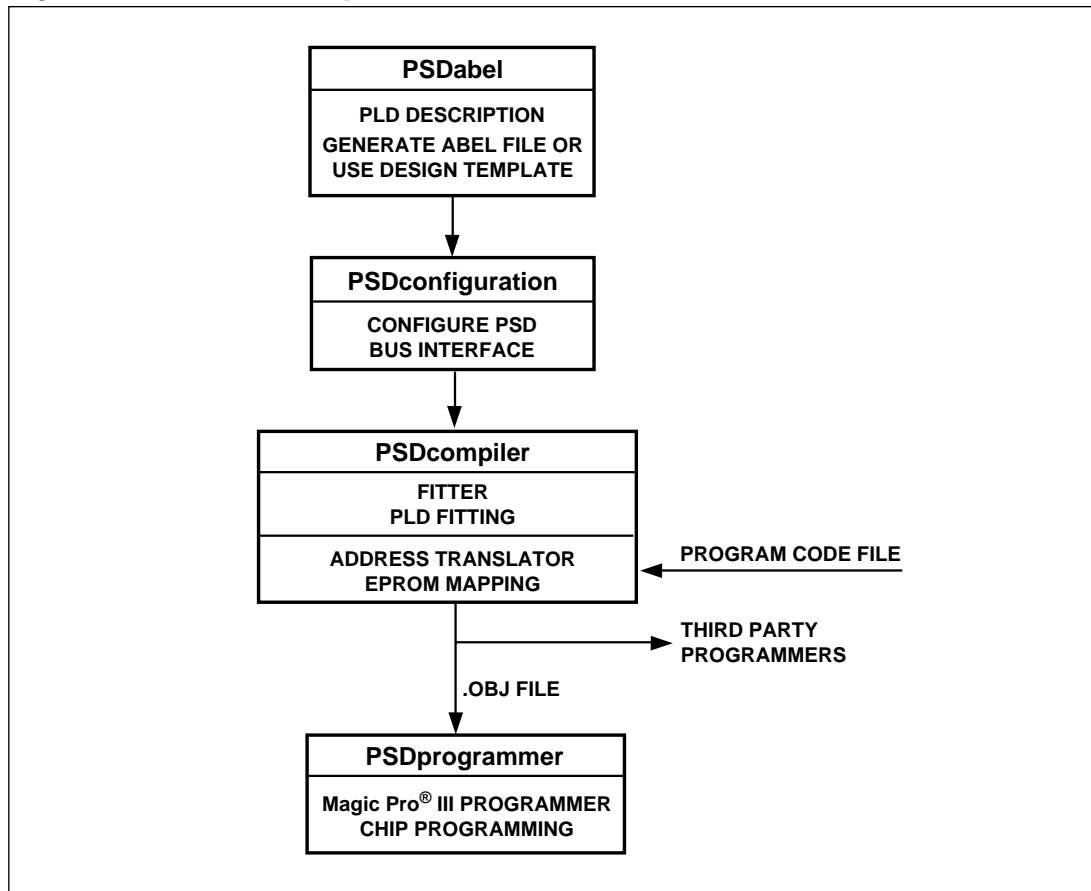 PSDabel
PLD DESCRIPTION
GENERATE ABEL FILE OR
USE DESIGN TEMPLATE
PSDconfiguration
CONFIGURE PSD
BUS INTERFACE
PSDcompiler
FITTER
PLD FITTING
ADDRESS TRANSLATOR
EPROM MAPPING
PROGRAM CODE FILE
THIRD PARTY
PROGRAMMERS
.OBJ FILE
PSDprogrammer
Magic Pro® III PROGRAMMER
CHIP PROGRAMMING